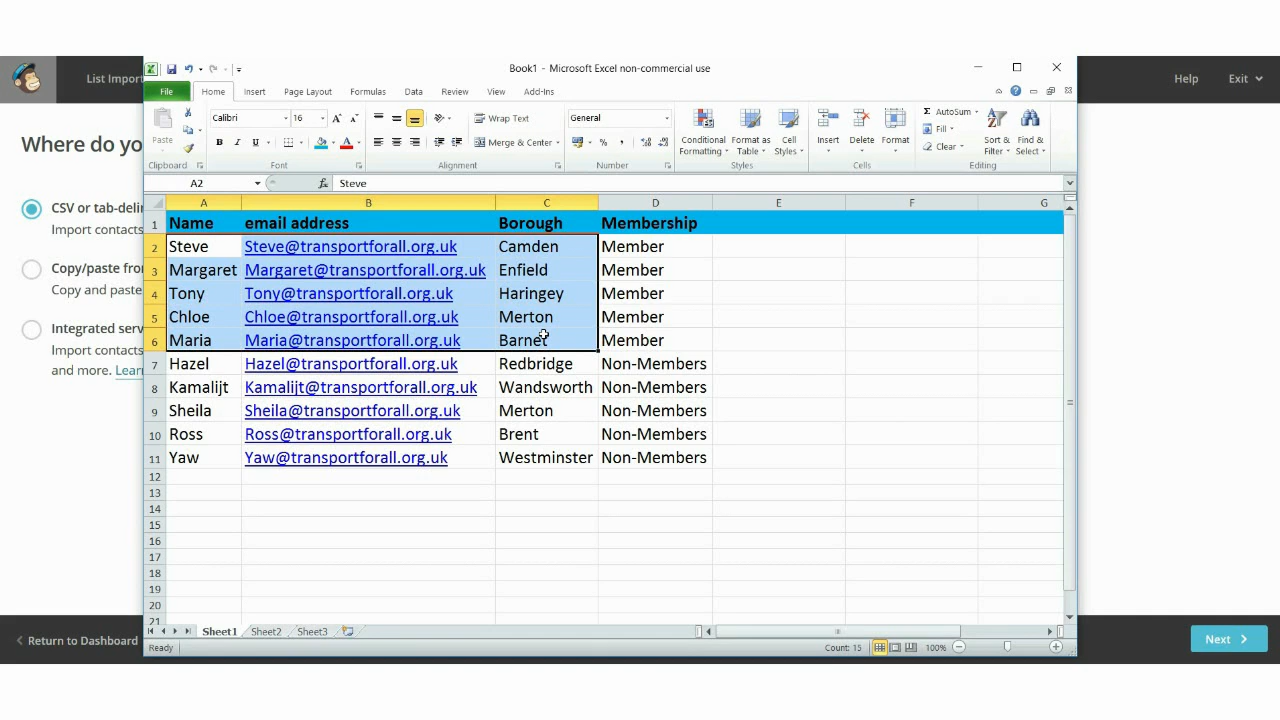 Book1 - Microsoft Excel non-commercial use
List Import
Help
Exit
File
Home
Insert
Page Layout
Formulas
Data
Review
View
Add-Ins
Paste
Calibri
16
A
A
B
I
U
A
Wrap Text
Merge & Center
General
%
,
Conditional Formatting
Format as Table
Cell Styles
Insert
Delete
Format
AutoSum
Fill
Clear
Sort & Filter
Find & Select
Clipboard
Font
Alignment
Number
Styles
Cells
Editing
A2
fx
Steve
A B C D E F G
1 Name email address Borough Membership
2 Steve Steve@transportforall.org.uk Camden Member
3 Margaret Margaret@transportforall.org.uk Enfield Member
4 Tony Tony@transportforall.org.uk Haringey Member
5 Chloe Chloe@transportforall.org.uk Merton Member
6 Maria Maria@transportforall.org.uk Barnet Member
7 Hazel Hazel@transportforall.org.uk Redbridge Non-Members
8 Kamalijt Kamalijt@transportforall.org.uk Wandsworth Non-Members
9 Sheila Sheila@transportforall.org.uk Merton Non-Members
10 Ross Ross@transportforall.org.uk Brent Non-Members
11 Yaw Yaw@transportforall.org.uk Westminster Non-Members
12
13
14
15
16
17
18
19
20
21
Sheet1
Sheet2
Sheet3
Ready
Count: 15
100%
Where do yo
CSV or tab-deli
Import contacts
Copy/paste fro
Copy and paste
Integrated serv
Import contacts
and more. Lear
Return to Dashboard
Next